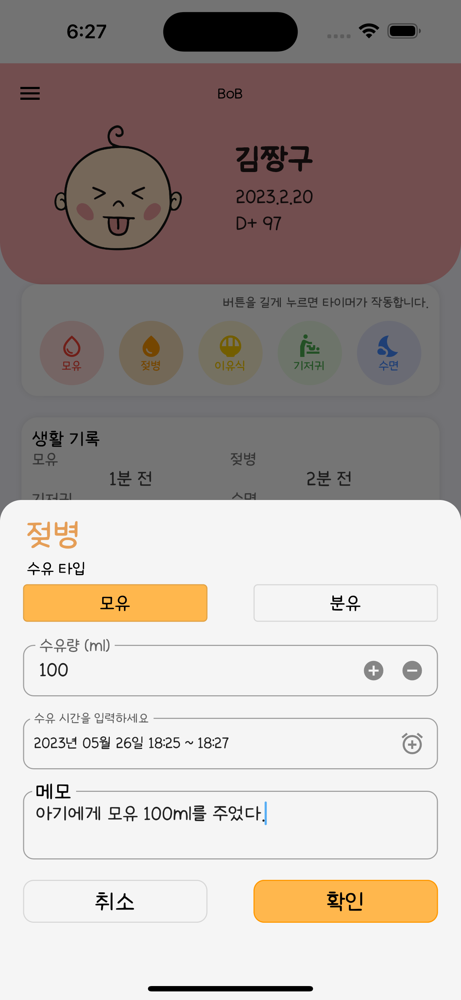 6:27
BoB
김짱구
2023.2.20
D+ 97
버튼을 길게 누르면 타이머가 작동합니다.
모유 젖병 이유식 기저귀 수면
생활 기록
모유 젖병
1분 전 2분 전
기저귀 수면
젖병
수유 타입
모유 분유
수유량 (ml)
100
수유 시간을 입력하세요
2023년 05월 26일 18:25 ~ 18:27
메모
아기에게 모유 100ml를 주었다.
취소 확인